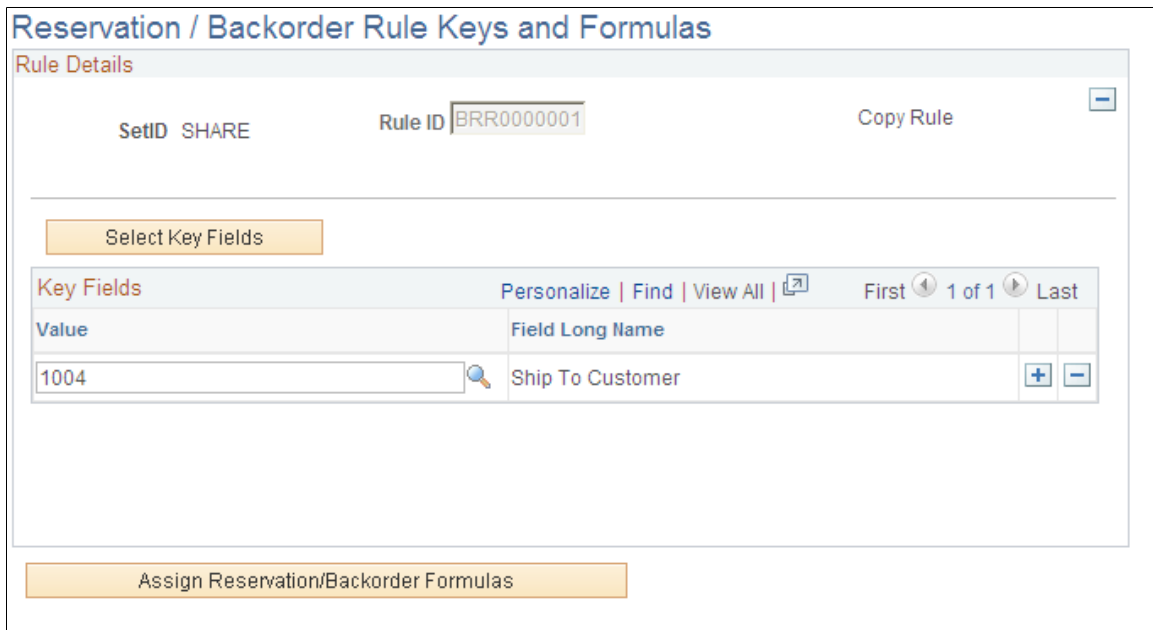 Reservation / Backorder Rule Keys and Formulas
Rule Details
SetID SHARE Rule ID BRR0000001 Copy Rule
Select Key Fields
Key Fields Personalize | Find | View All | First 1 of 1 Last
Value Field Long Name
1004 Ship To Customer
Assign Reservation/Backorder Formulas